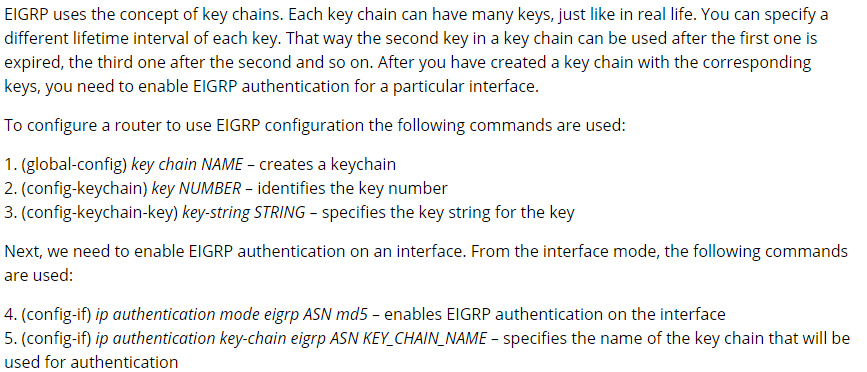 EIGRP uses the concept of key chains. Each key chain can have many keys, just like in real life. You can specify a
different lifetime interval of each key. That way the second key in a key chain can be used after the first one is
expired, the third one after the second and so on. After you have created a key chain with the corresponding
keys, you need to enable EIGRP authentication for a particular interface.
To configure a router to use EIGRP configuration the following commands are used:
1. (global-config) key chain NAME – creates a keychain
2. (config-keychain) key NUMBER – identifies the key number
3. (config-keychain-key) key-string STRING – specifies the key string for the key
Next, we need to enable EIGRP authentication on an interface. From the interface mode, the following commands
are used:
4. (config-if) ip authentication mode eigrp ASN md5 – enables EIGRP authentication on the interface
5. (config-if) ip authentication key-chain eigrp ASN KEY_CHAIN_NAME – specifies the name of the key chain that will be
used for authentication